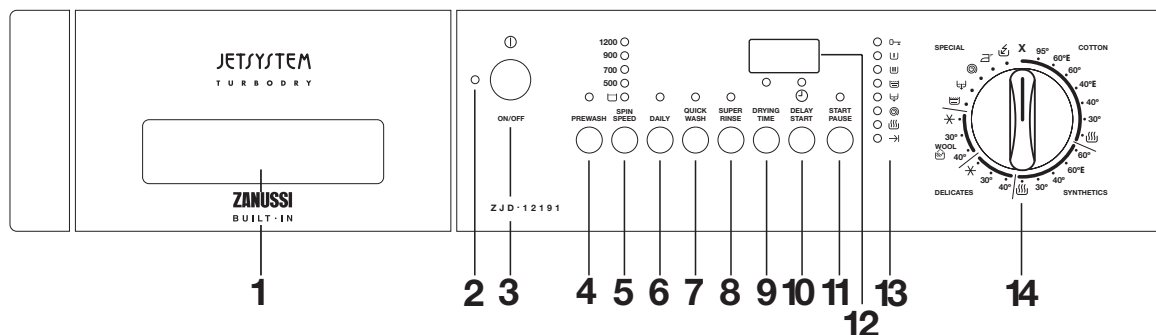 JETSYSTEM
TURBODRY
ZANUSSI
BUILT·IN
ON/OFF
ZJD·12191
1200
900
700
500
PREWASH
SPIN SPEED
DAILY
QUICK WASH
SUPER RINSE
DRYING TIME
DELAY START
START PAUSE
SPECIAL
X
COTTON
95°
60°E
60°
40°E
40°
30°
60°
60°E
40°
30°
SYNTHETICS
40°
30°
DELICATES
40°
WOOL
1
2
3
4
5
6
7
8
9
10
11
12
13
14